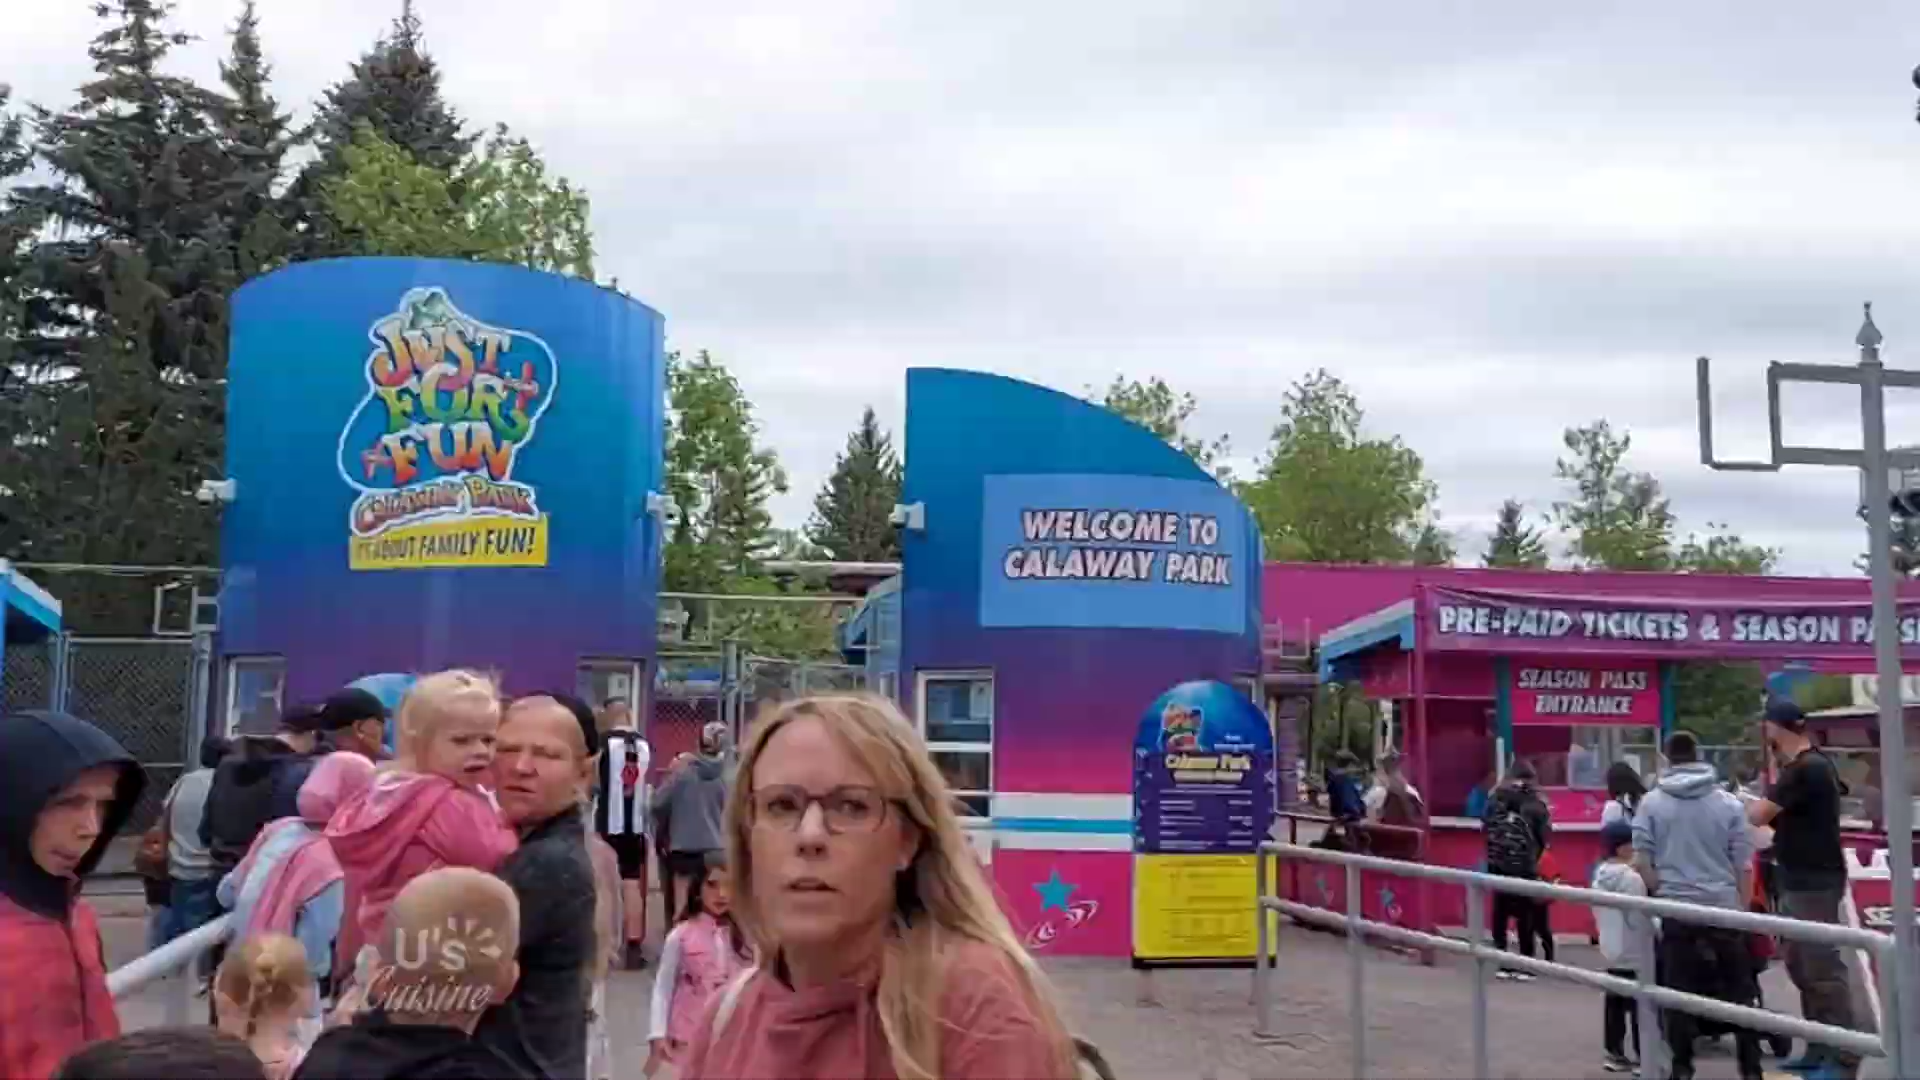 JUST
FOR
FUN
CALAWAY PARK
IT'S ABOUT FAMILY FUN!
WELCOME TO
CALAWAY PARK
PRE-PAID TICKETS & SEASON
SEASON PASS
ENTRANCE
Calaway Park
U's
Cuisine